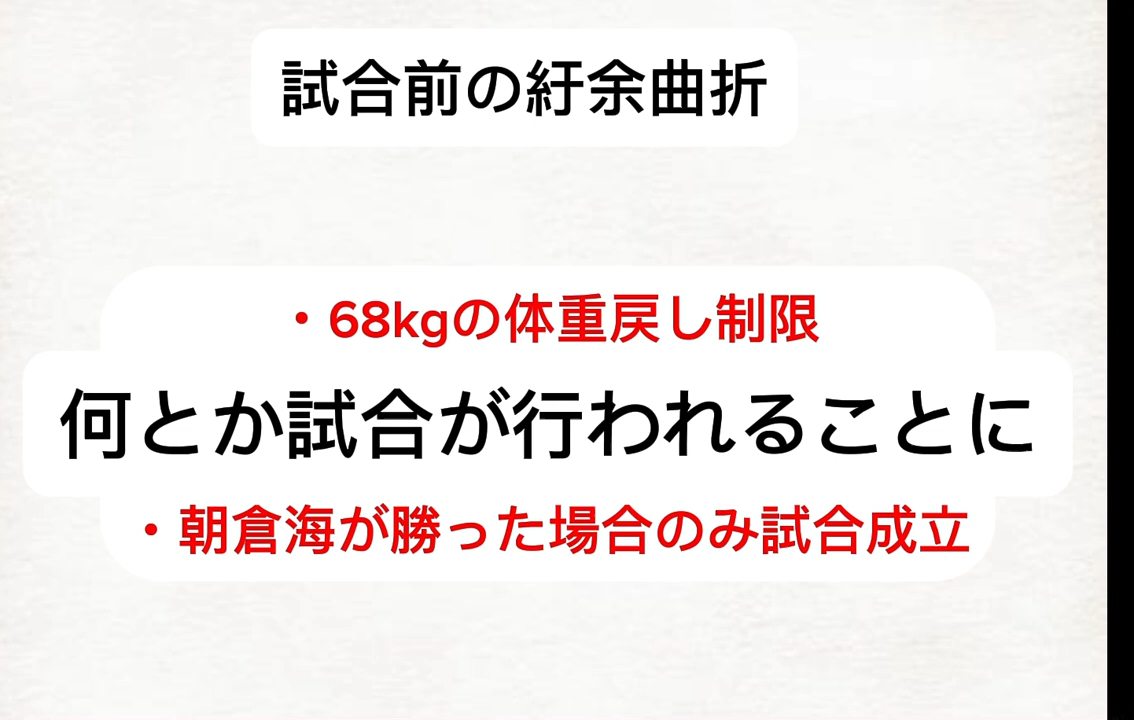 試合前の紆余曲折
・68kgの体重戻し制限
何とか試合が行われることに
・朝倉海が勝った場合のみ試合成立